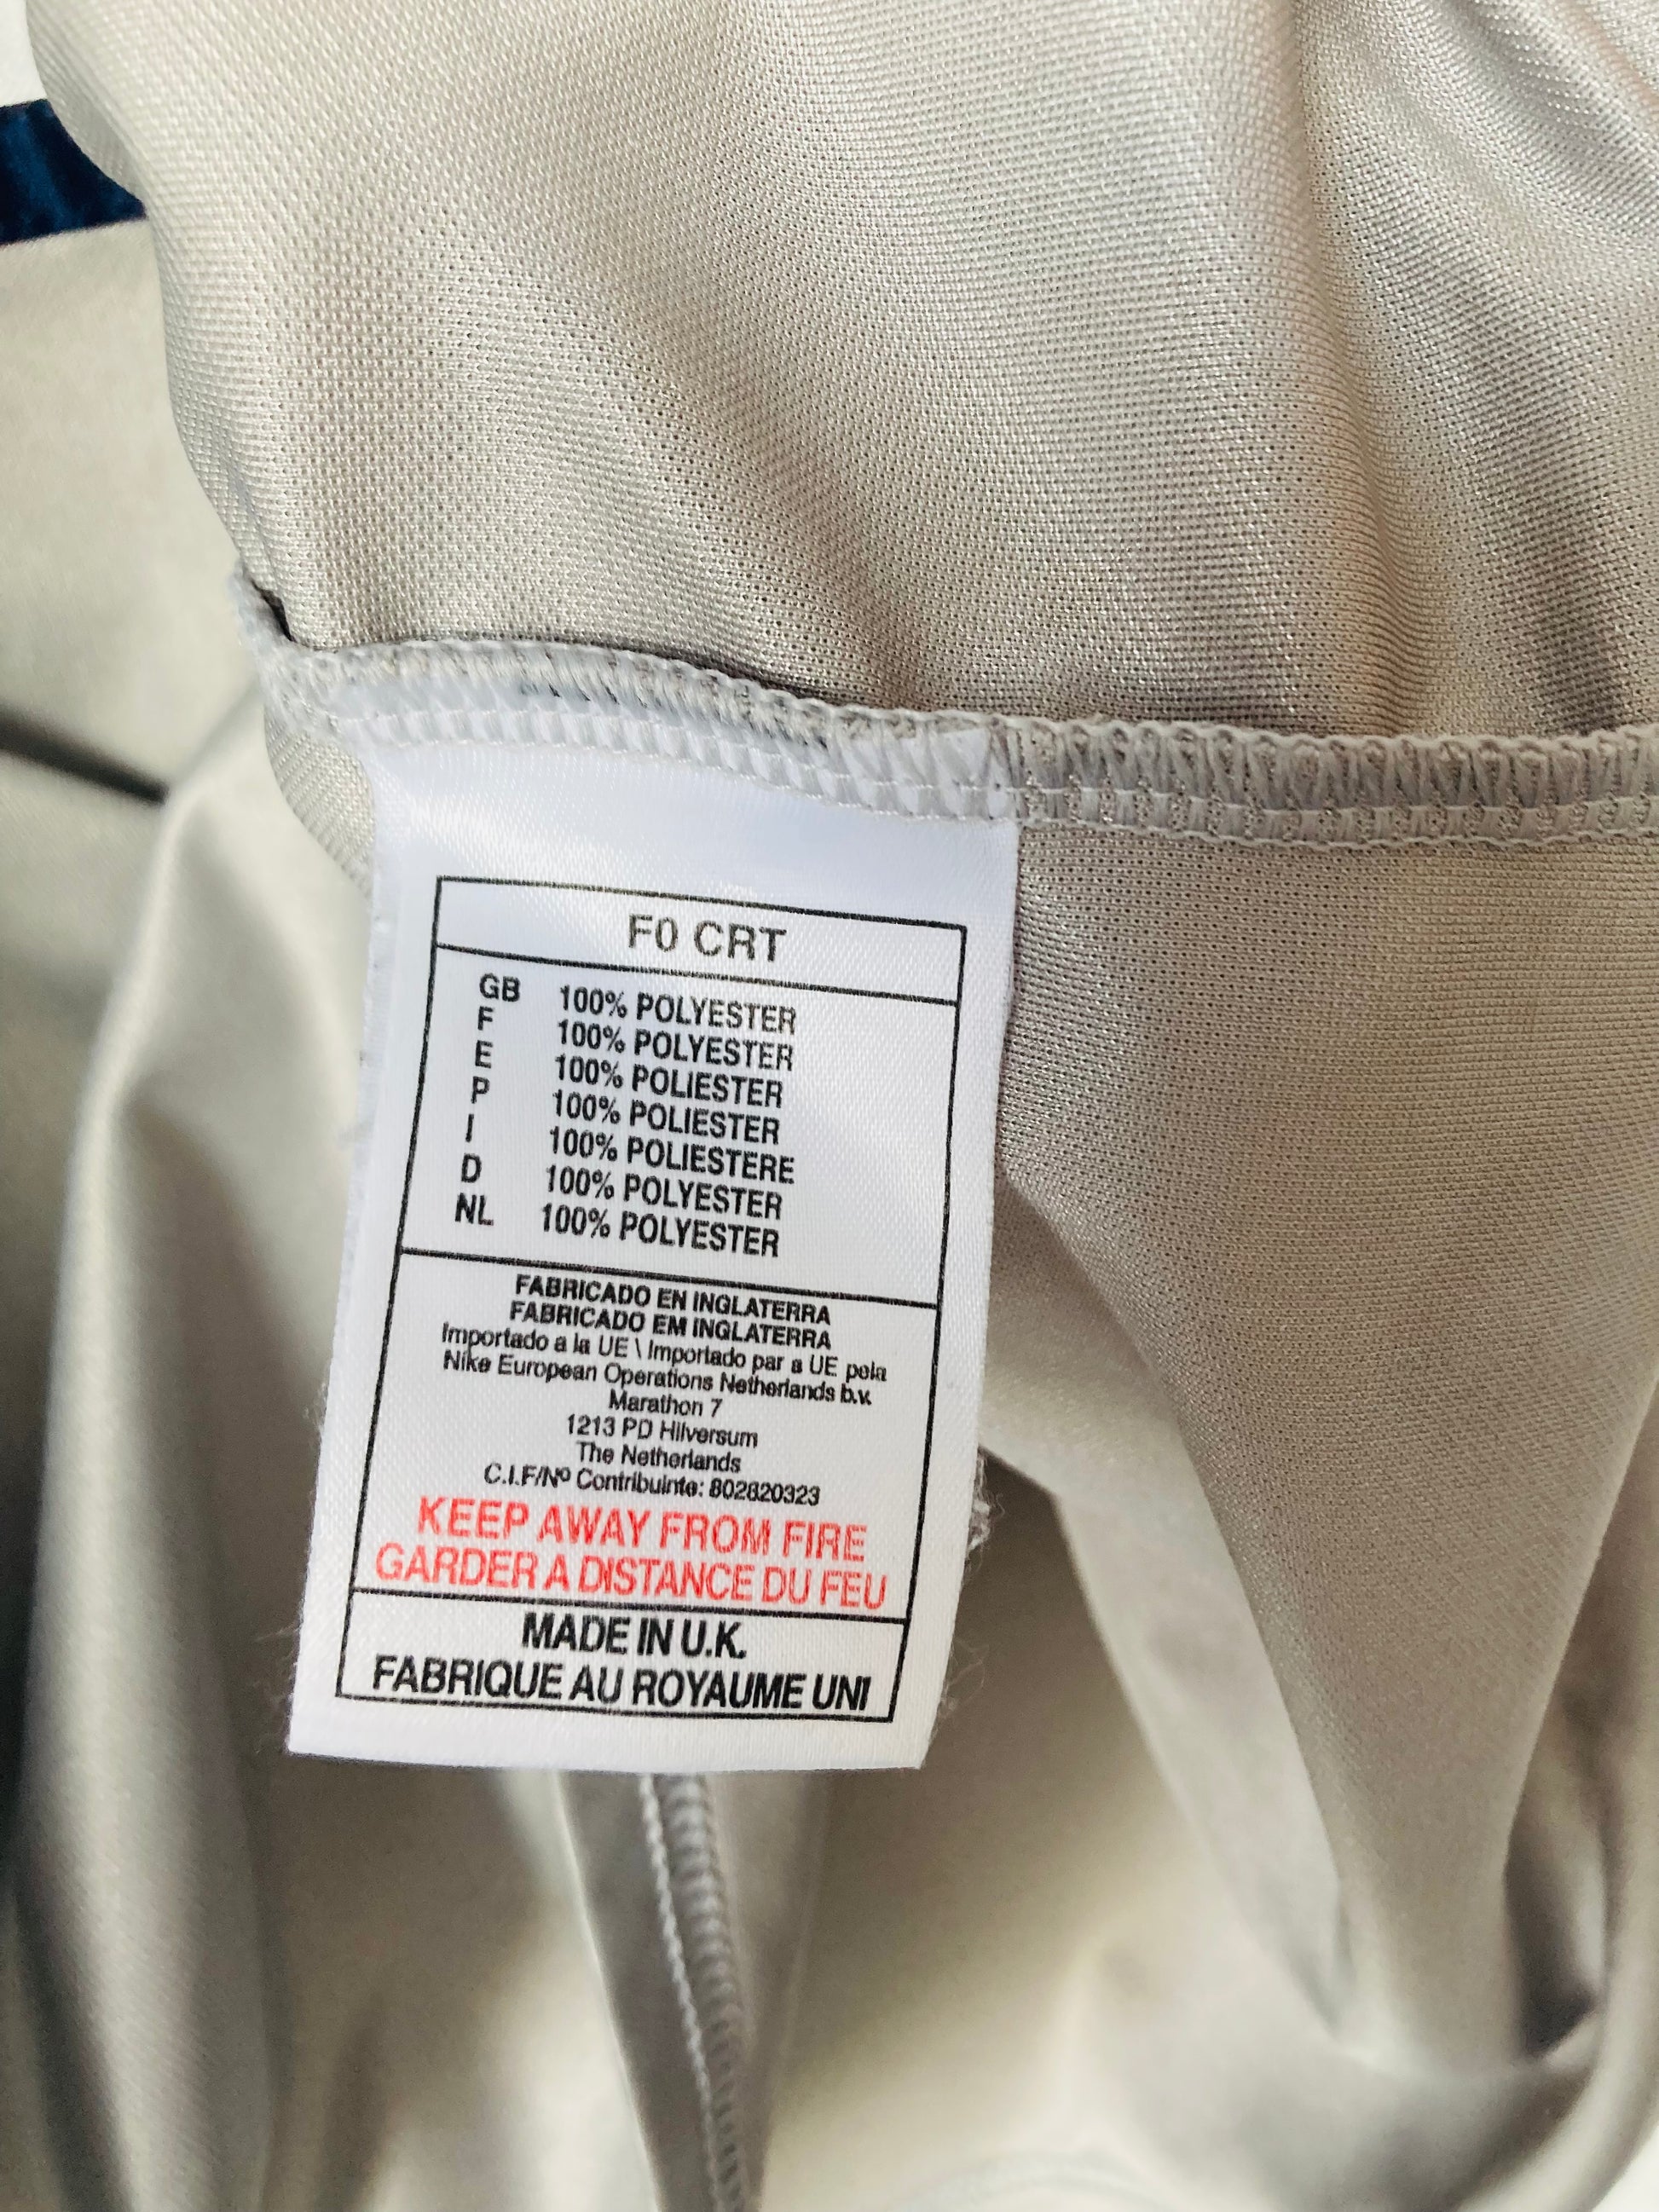 F0 CRT
GB 100% POLYESTER
F 100% POLYESTER
E 100% POLIESTER
P 100% POLIESTER
I 100% POLIESTERE
D 100% POLYESTER
NL 100% POLYESTER
FABRICADO EN INGLATERRA
FABRICADO EM INGLATERRA
Importado a la UE \ Importado par a UE pela
Nike European Operations Netherlands b.v.
Marathon 7
1213 PD Hilversum
The Netherlands
C.I.F/Nº Contribuinte: 802820323
KEEP AWAY FROM FIRE
GARDER A DISTANCE DU FEU
MADE IN U.K.
FABRIQUE AU ROYAUME UNI